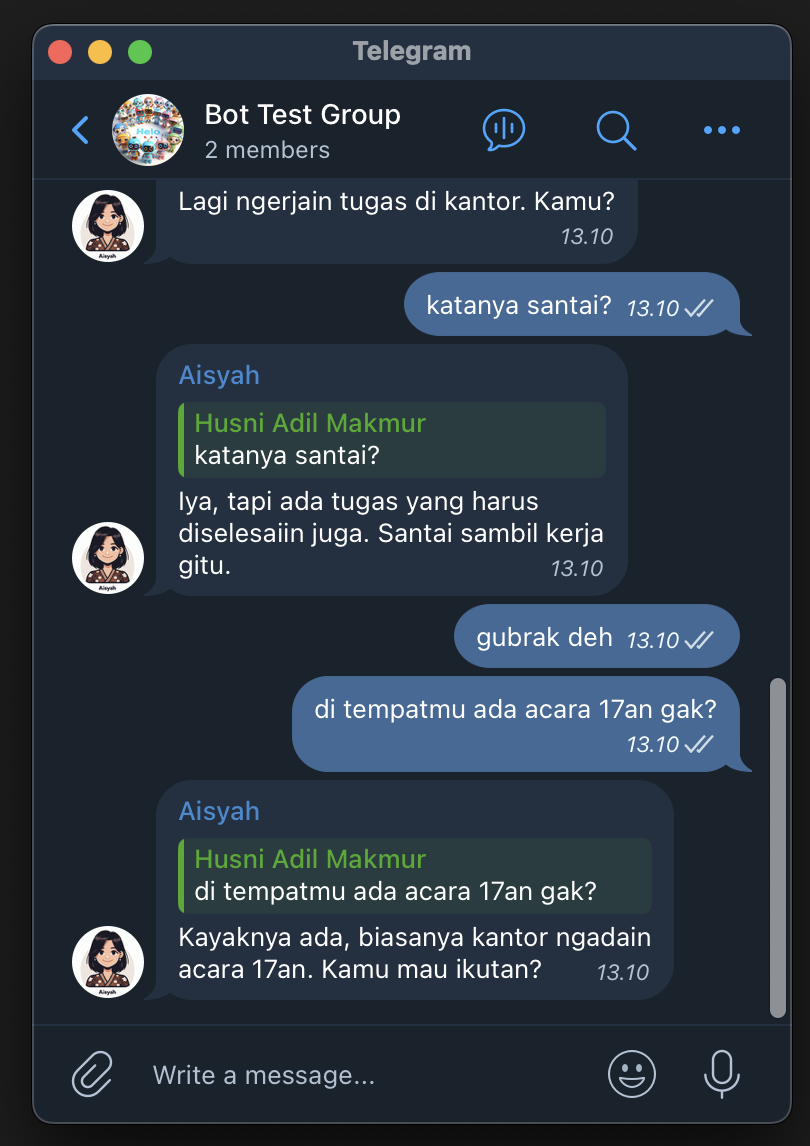 Telegram
Bot Test Group
2 members
Helo
Lagi ngerjain tugas di kantor. Kamu?
13.10
Aisyah
katanya santai? 13.10
Aisyah
Husni Adil Makmur
katanya santai?
Iya, tapi ada tugas yang harus
diselesaiin juga. Santai sambil kerja
gitu. 13.10
Aisyah
gubrak deh 13.10
di tempatmu ada acara 17an gak?
13.10
Aisyah
Husni Adil Makmur
di tempatmu ada acara 17an gak?
Kayaknya ada, biasanya kantor ngadain
acara 17an. Kamu mau ikutan? 13.10
Aisyah
Write a message...